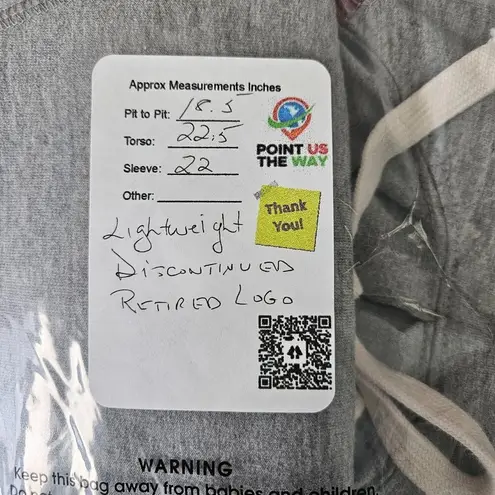 Approx Measurements Inches
Pit to Pit: 18.5
Torso: 22.5
Sleeve: 22
Other:
POINT US
THE WAY
Thank
You!
Lightweight
DISCONTINUED
RETIRED LOGO
WARNING
Keep this bag away from babies and children.